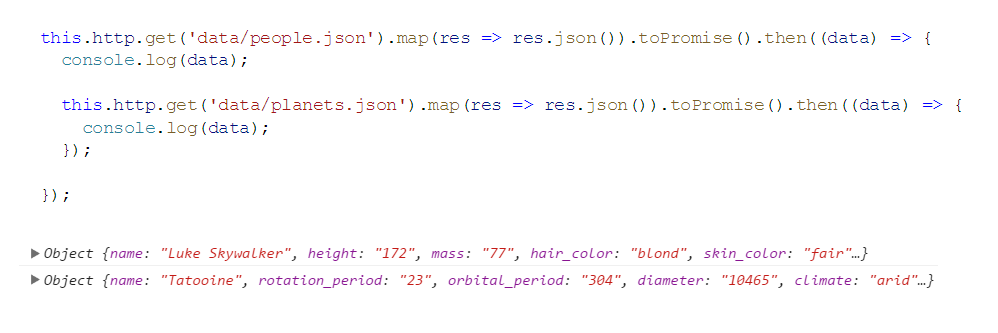 this.http.get('data/people.json').map(res => res.json()).toPromise().then((data) => {
console.log(data);
this.http.get('data/planets.json').map(res => res.json()).toPromise().then((data) => {
console.log(data);
});
});
▶ Object {name: "Luke Skywalker", height: "172", mass: "77", hair_color: "blond", skin_color: "fair"…}
▶ Object {name: "Tatooine", rotation_period: "23", orbital_period: "304", diameter: "10465", climate: "arid"…}